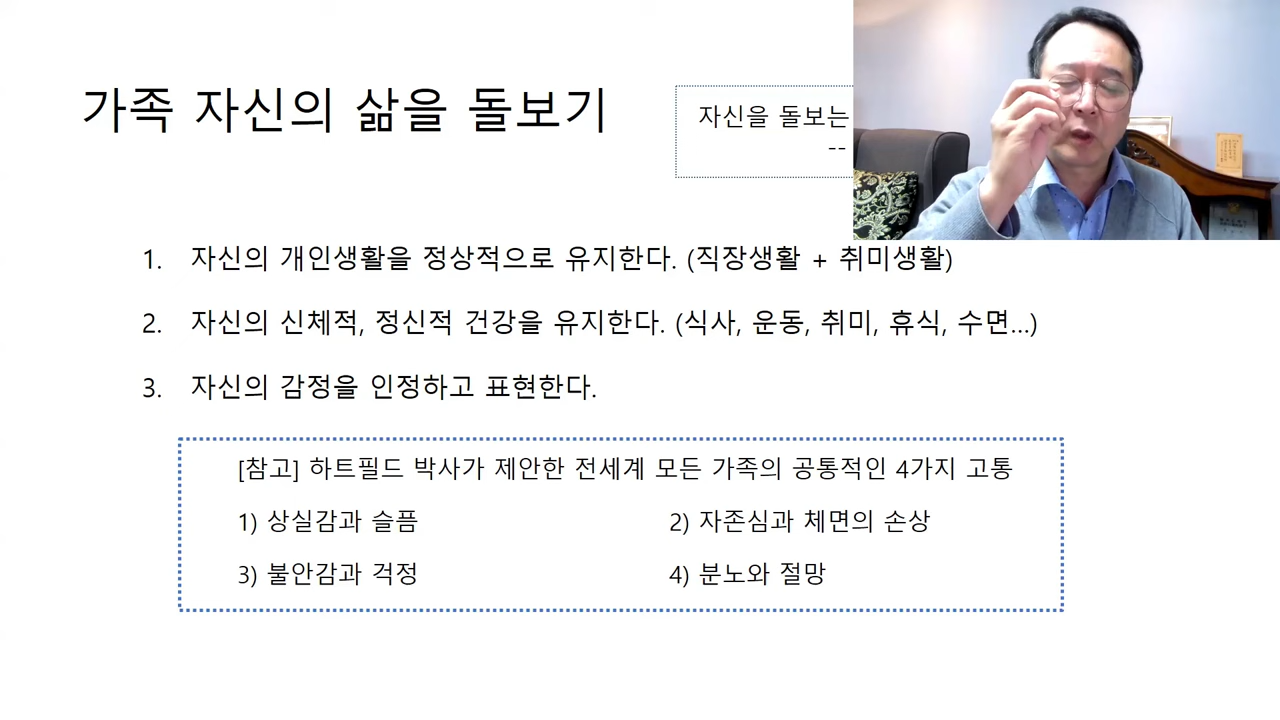 가족 자신의 삶을 돌보기
자신을 돌보는
--
1. 자신의 개인생활을 정상적으로 유지한다. (직장생활 + 취미생활)
2. 자신의 신체적, 정신적 건강을 유지한다. (식사, 운동, 취미, 휴식, 수면...)
3. 자신의 감정을 인정하고 표현한다.
[참고] 하트필드 박사가 제안한 전세계 모든 가족의 공통적인 4가지 고통
1) 상실감과 슬픔
2) 자존심과 체면의 손상
3) 불안감과 걱정
4) 분노와 절망